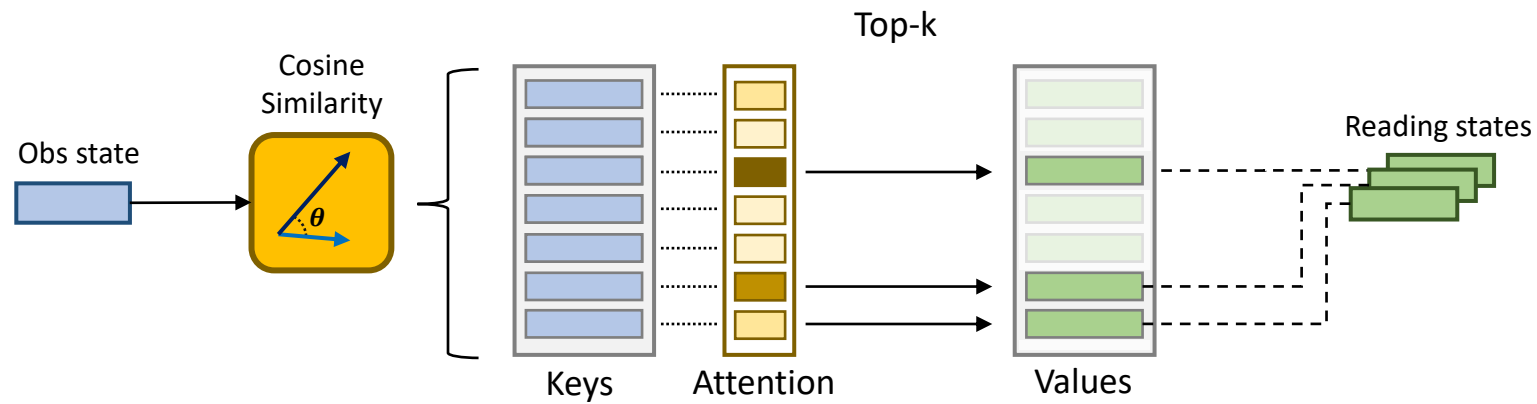 Top-k
Cosine
Similarity
Obs state
θ
Reading states
Keys
Attention
Values